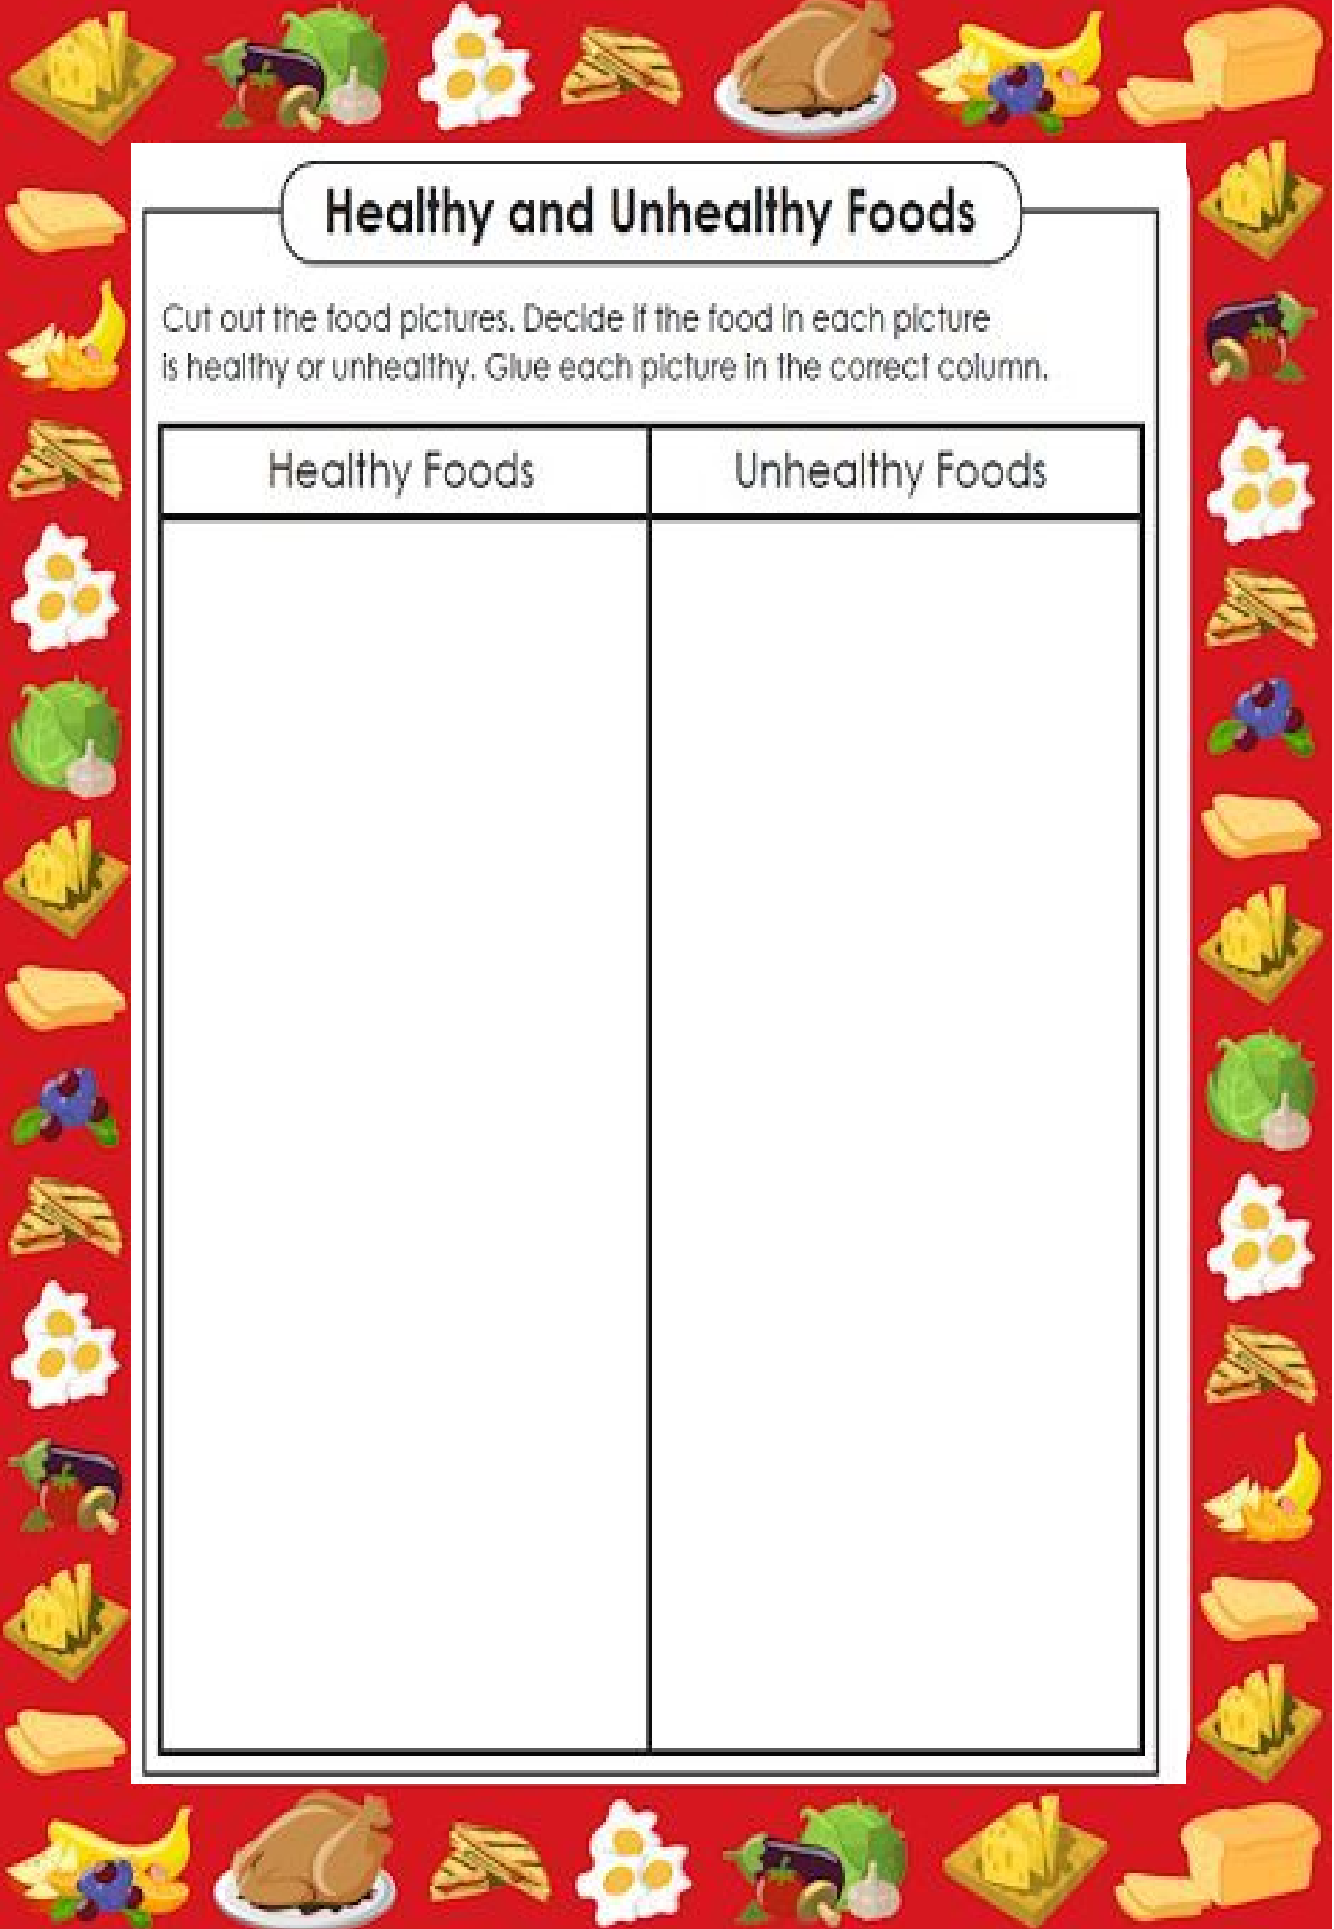 Healthy and Unhealthy Foods
Cut out the food pictures. Decide if the food in each picture
is healthy or unhealthy. Glue each picture in the correct column.
Healthy Foods
Unhealthy Foods